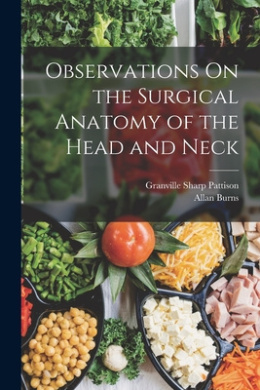 Observations On
the Surgical
Anatomy of the
Head and Neck
Granville Sharp Pattison
Allan Burns